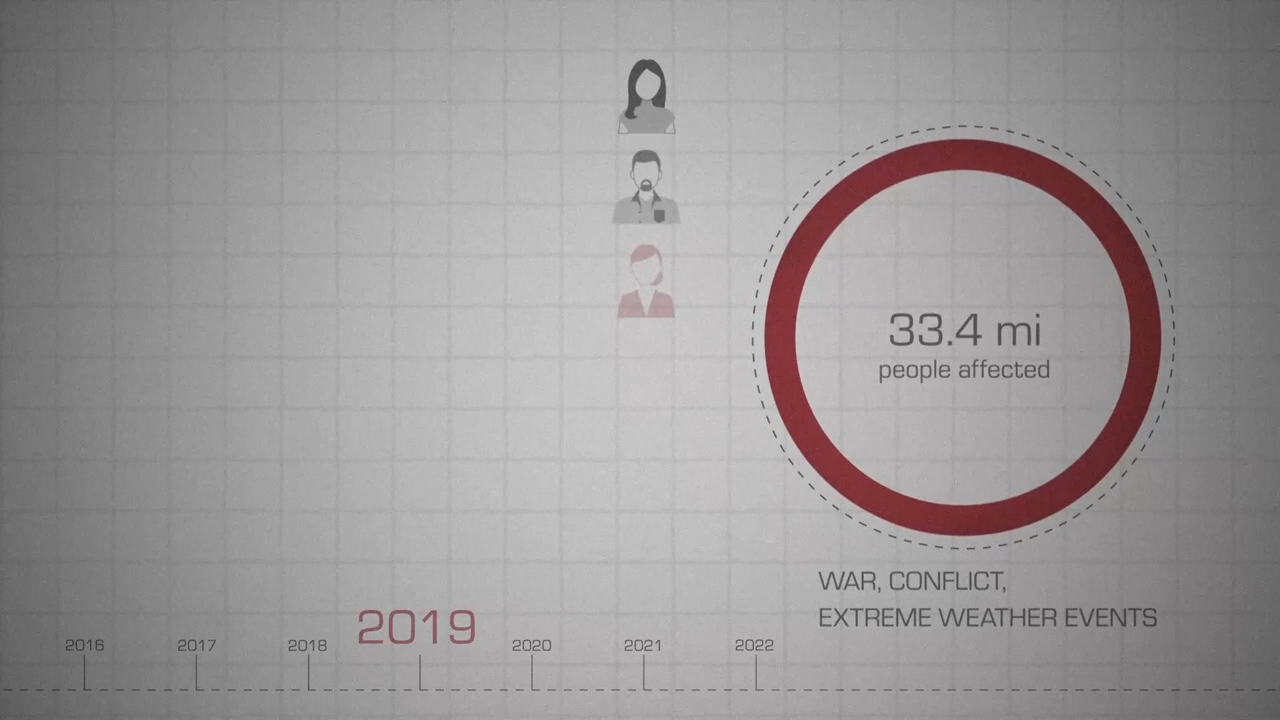 33.4 mi
people affected
WAR, CONFLICT,
EXTREME WEATHER EVENTS
2016 2017 2018 2019 2020 2021 2022